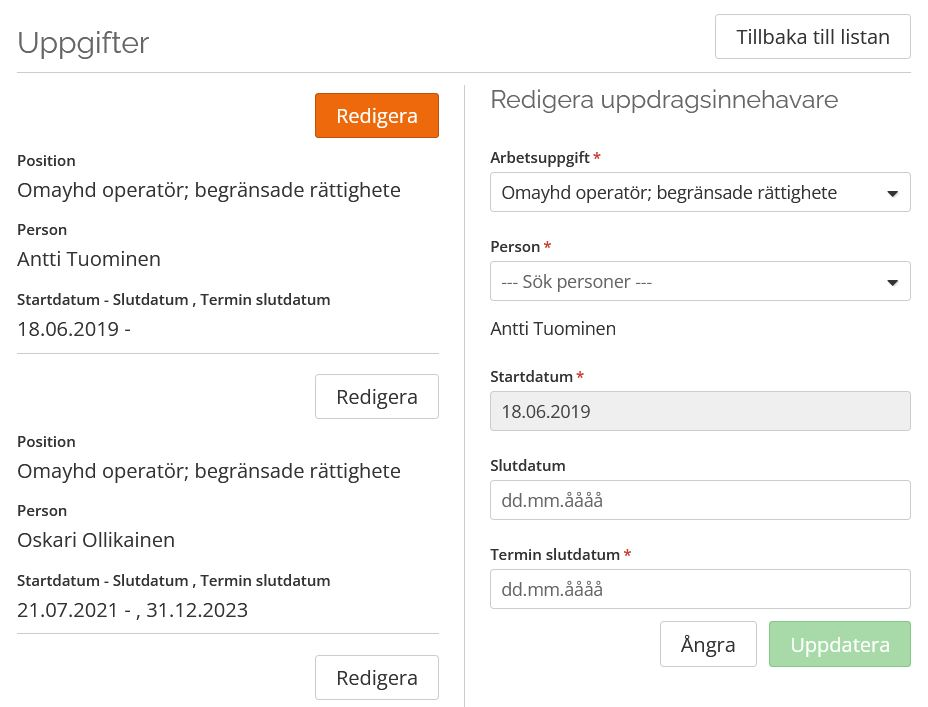 Uppgifter
Tillbaka till listan
Redigera
Position
Omayhd operatör; begränsade rättighete
Person
Antti Tuominen
Startdatum - Slutdatum , Termin slutdatum
18.06.2019 -
Redigera
Position
Omayhd operatör; begränsade rättighete
Person
Oskari Ollikainen
Startdatum - Slutdatum , Termin slutdatum
21.07.2021 - , 31.12.2023
Redigera
Redigera uppdragsinnehavare
Arbetsuppgift *
Omayhd operatör; begränsade rättighete
Person *
--- Sök personer ---
Antti Tuominen
Startdatum *
18.06.2019
Slutdatum
dd.mm.åååå
Termin slutdatum *
dd.mm.åååå
Ångra
Uppdatera